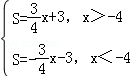 S=3/4x+3, x＞-4
S=-3/4x-3, x＜-4